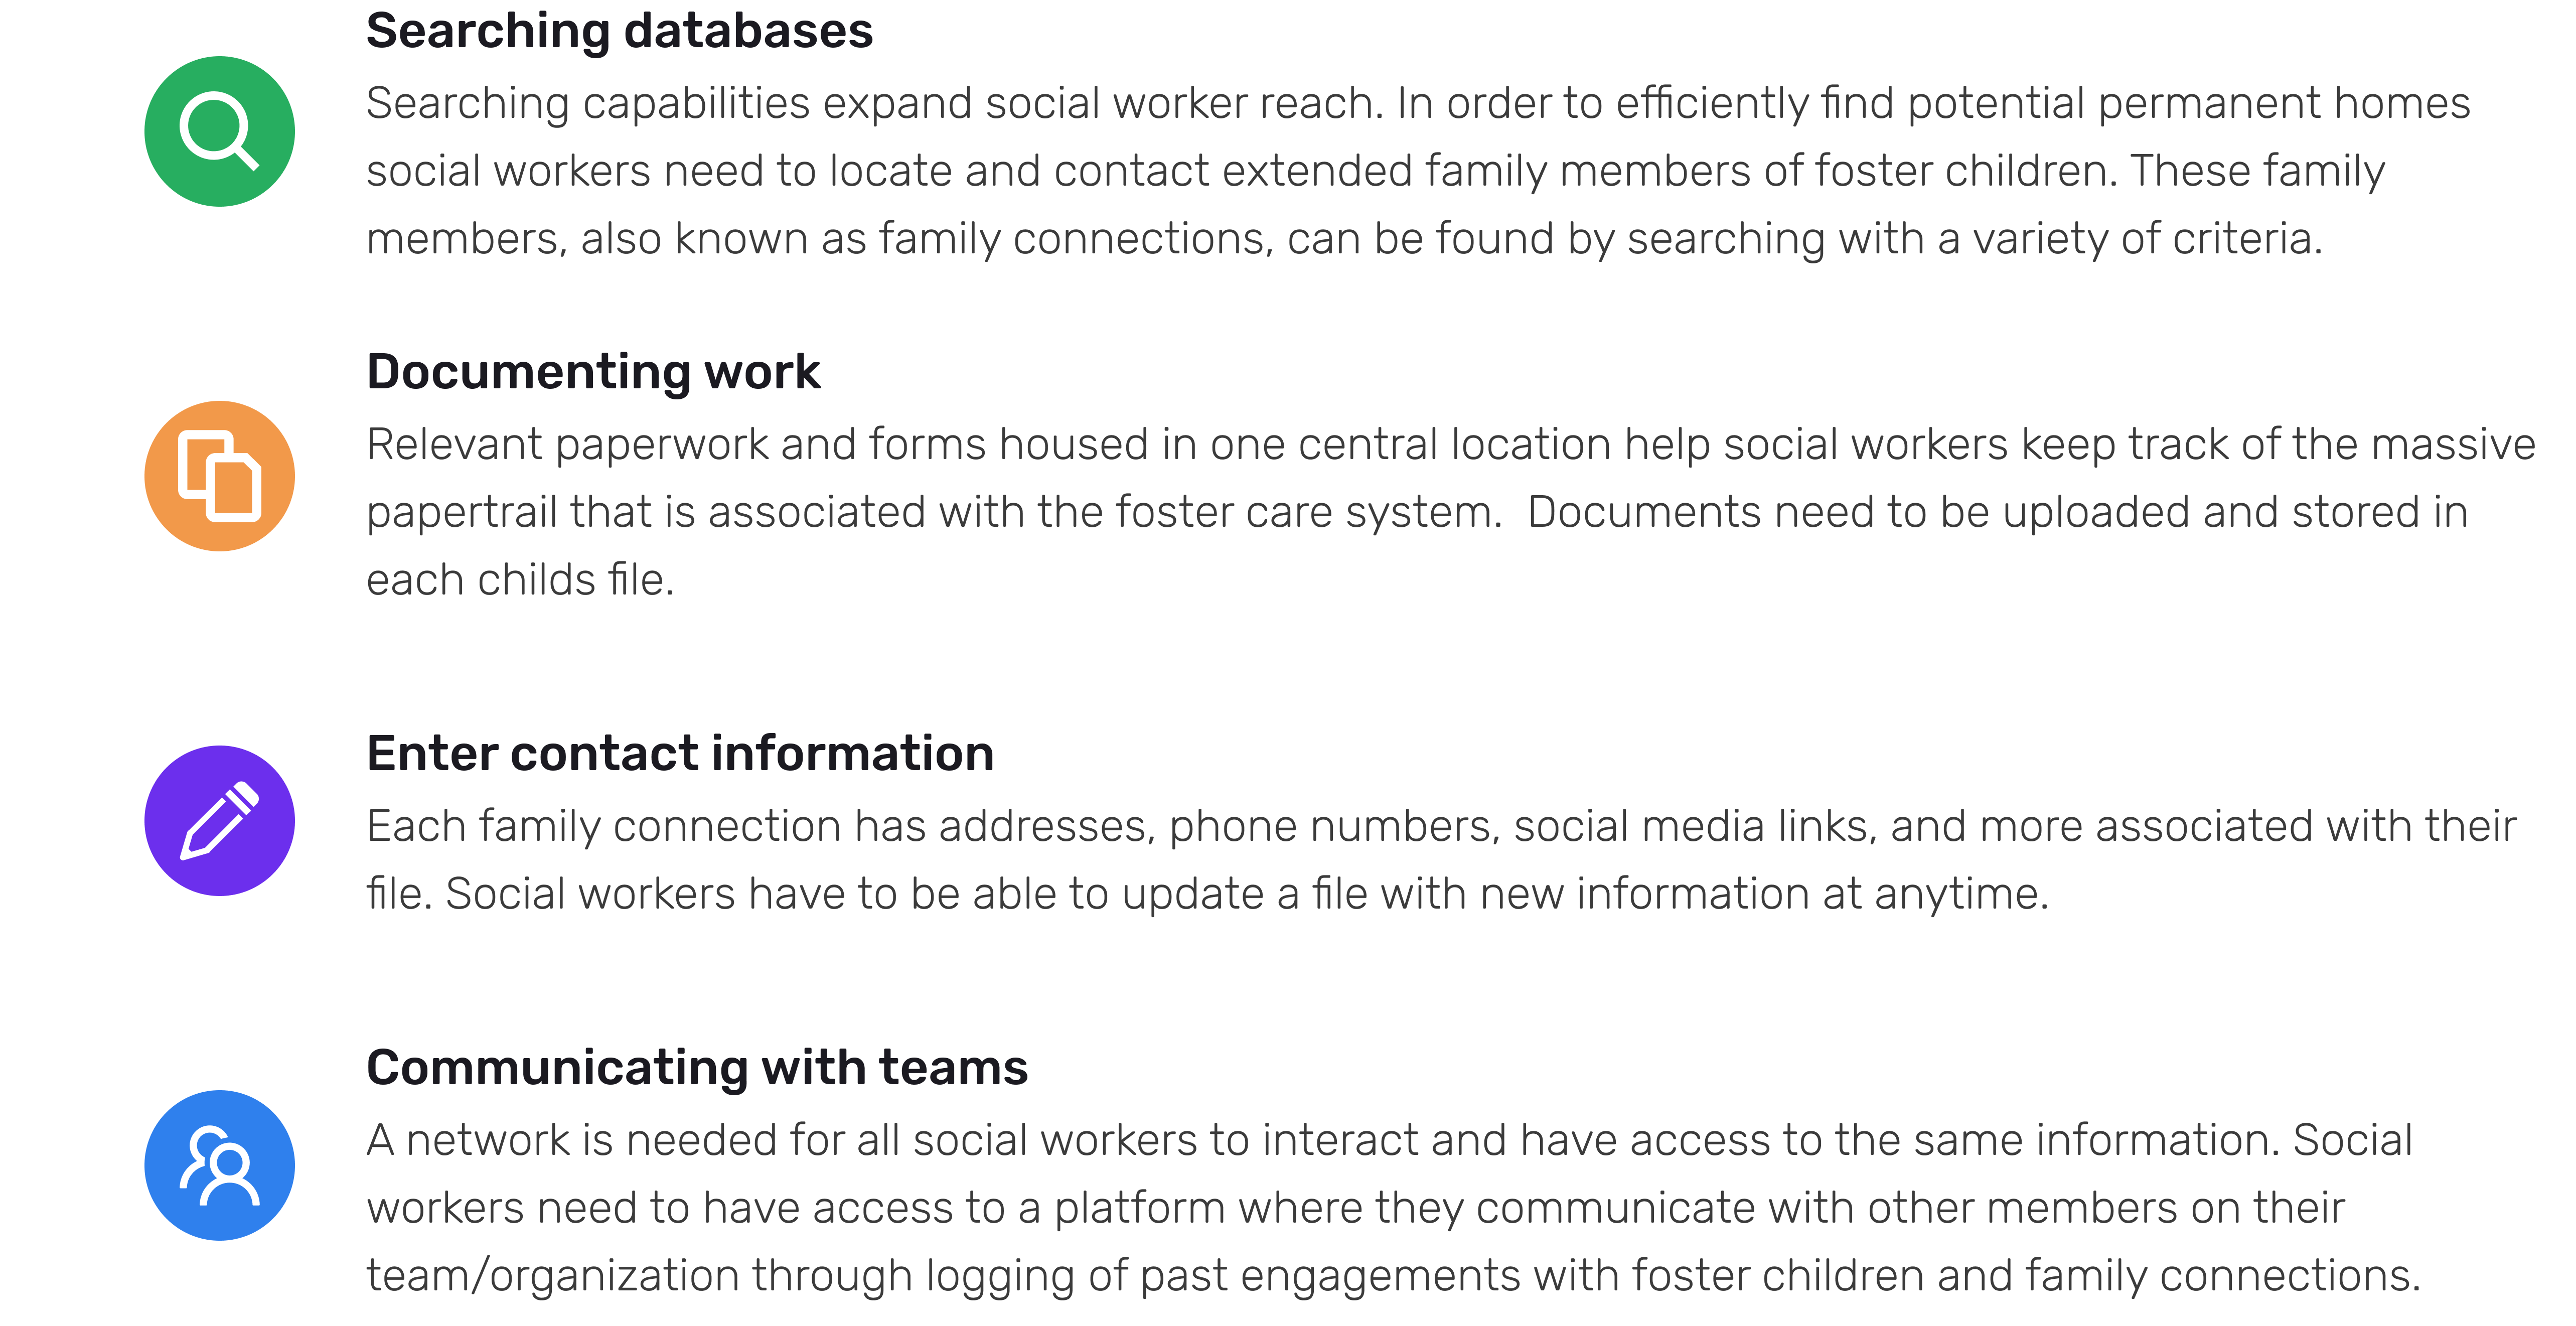 Searching databases
Searching capabilities expand social worker reach. In order to efficiently find potential permanent homes
social workers need to locate and contact extended family members of foster children. These family
members, also known as family connections, can be found by searching with a variety of criteria.
Documenting work
Relevant paperwork and forms housed in one central location help social workers keep track of the massive
papertrail that is associated with the foster care system.  Documents need to be uploaded and stored in
each childs file.
Enter contact information
Each family connection has addresses, phone numbers, social media links, and more associated with their
file. Social workers have to be able to update a file with new information at anytime.
Communicating with teams
A network is needed for all social workers to interact and have access to the same information. Social
workers need to have access to a platform where they communicate with other members on their
team/organization through logging of past engagements with foster children and family connections.